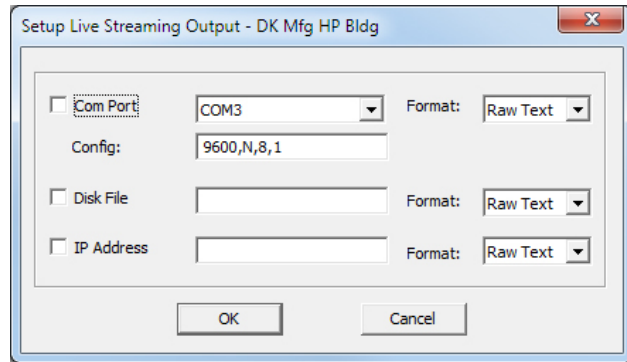 Setup Live Streaming Output - DK Mfg HP Bldg
Com Port COM3 Format: Raw Text
Config: 9600,N,8,1
Disk File Format: Raw Text
IP Address Format: Raw Text
OK Cancel